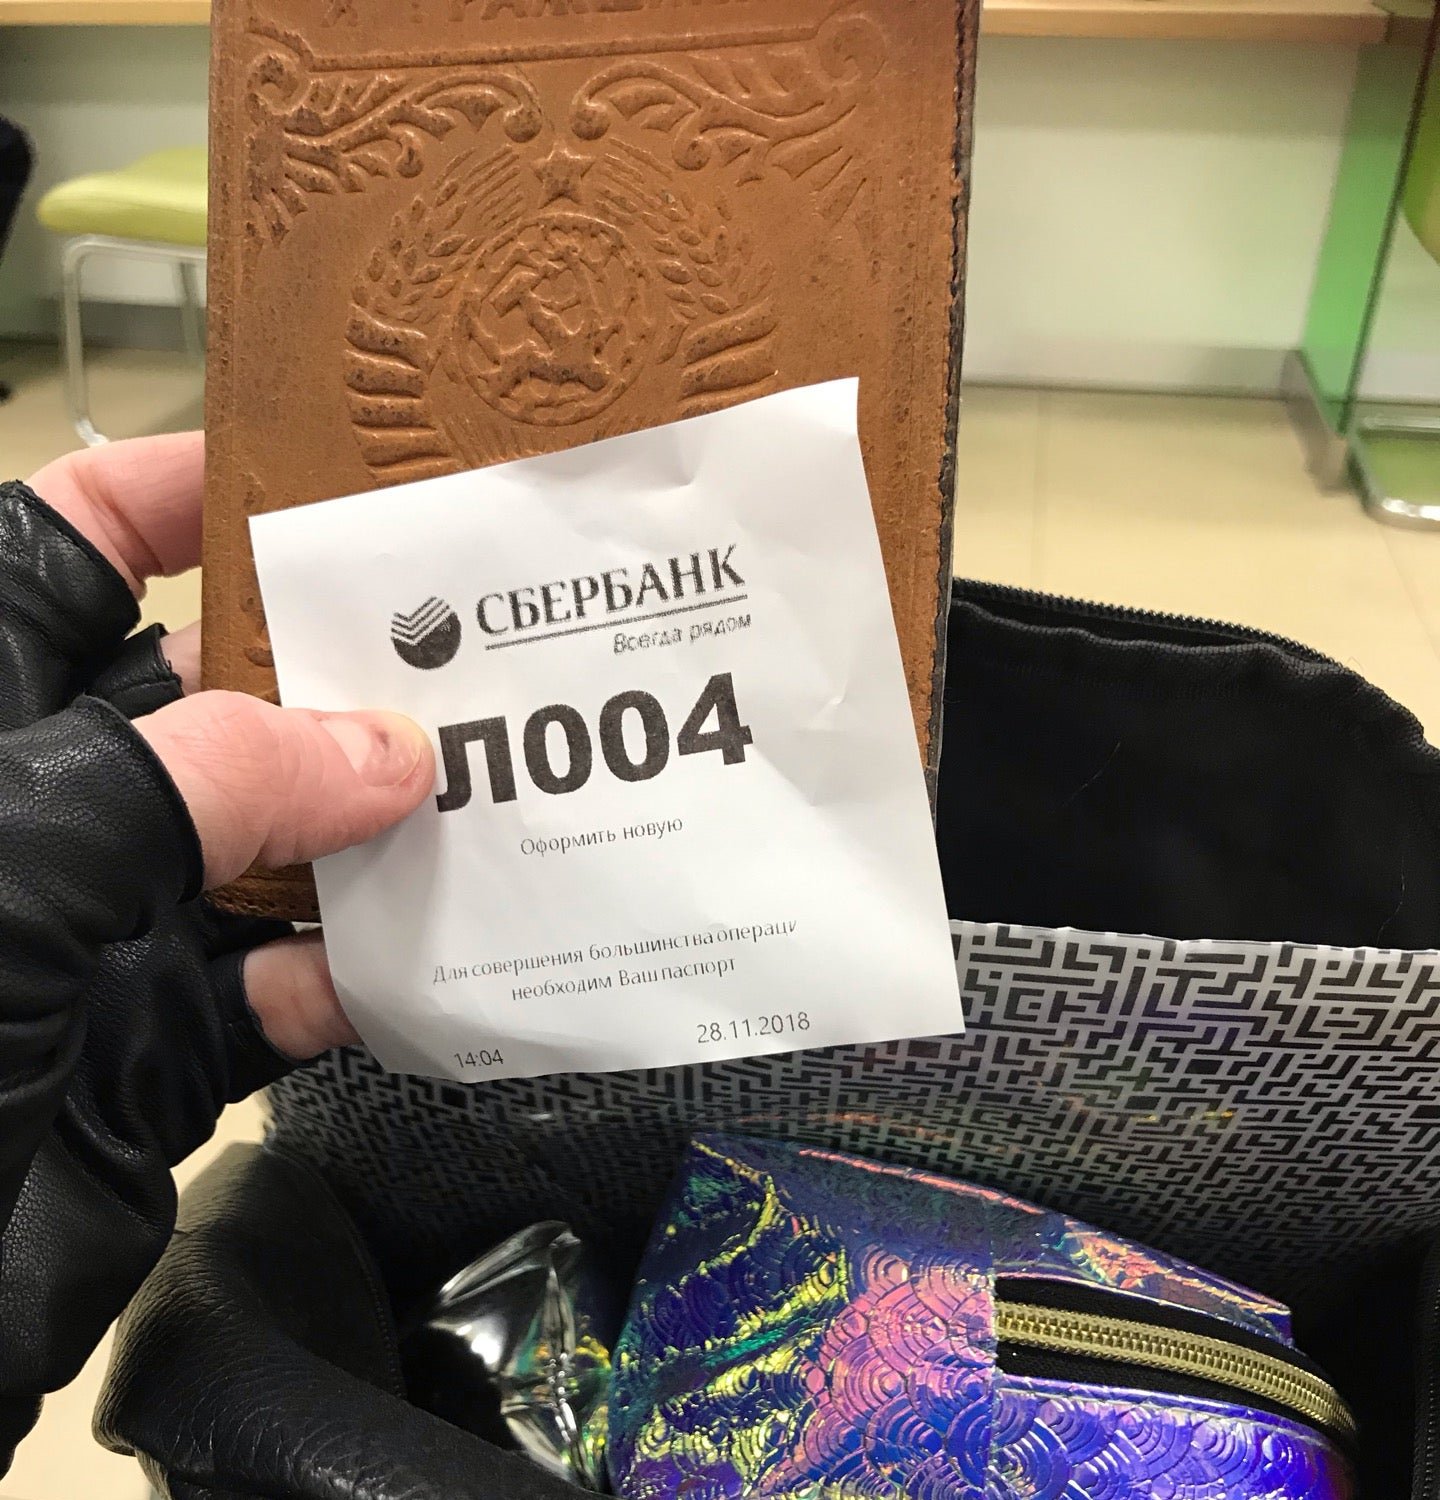 СБЕРБАНК
Всегда рядом
Л004
Оформить новую
Для совершения большинства операци
необходим Ваш паспорт
28.11.2018
14:04